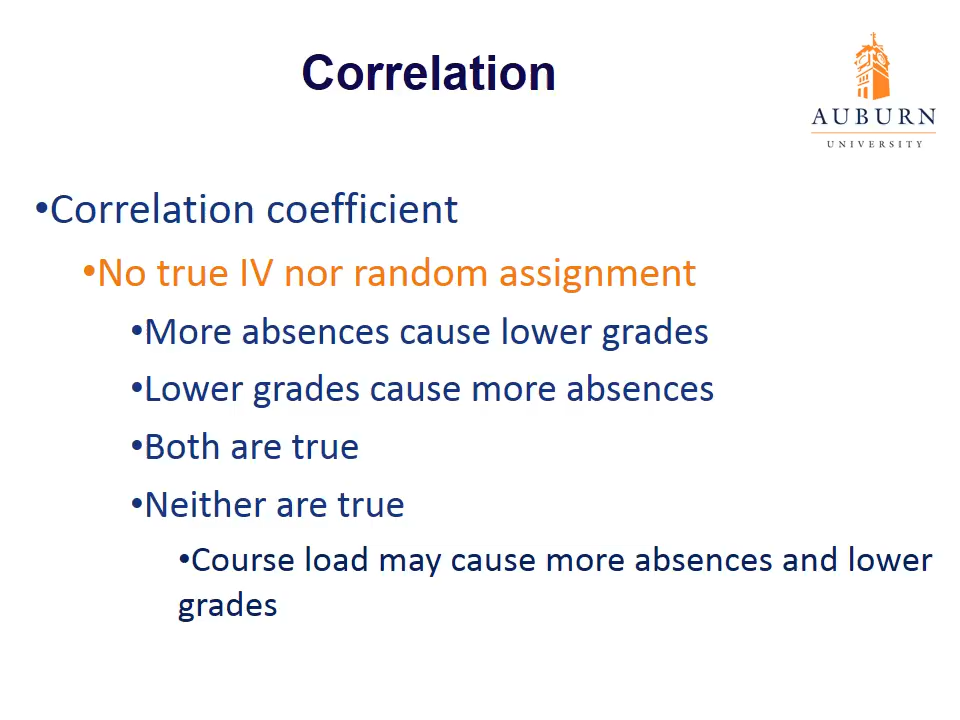 Correlation
AUBURN
UNIVERSITY
•Correlation coefficient
•No true IV nor random assignment
•More absences cause lower grades
•Lower grades cause more absences
•Both are true
•Neither are true
•Course load may cause more absences and lower
grades